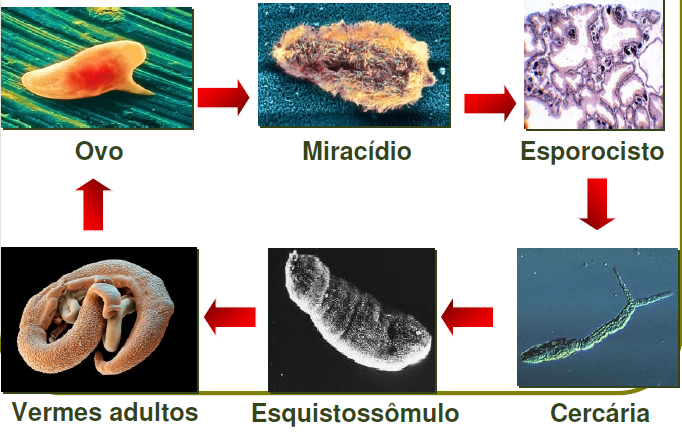 Ovo
Miracídio
Esporocisto
Vermes adultos
Esquistossômulo
Cercária